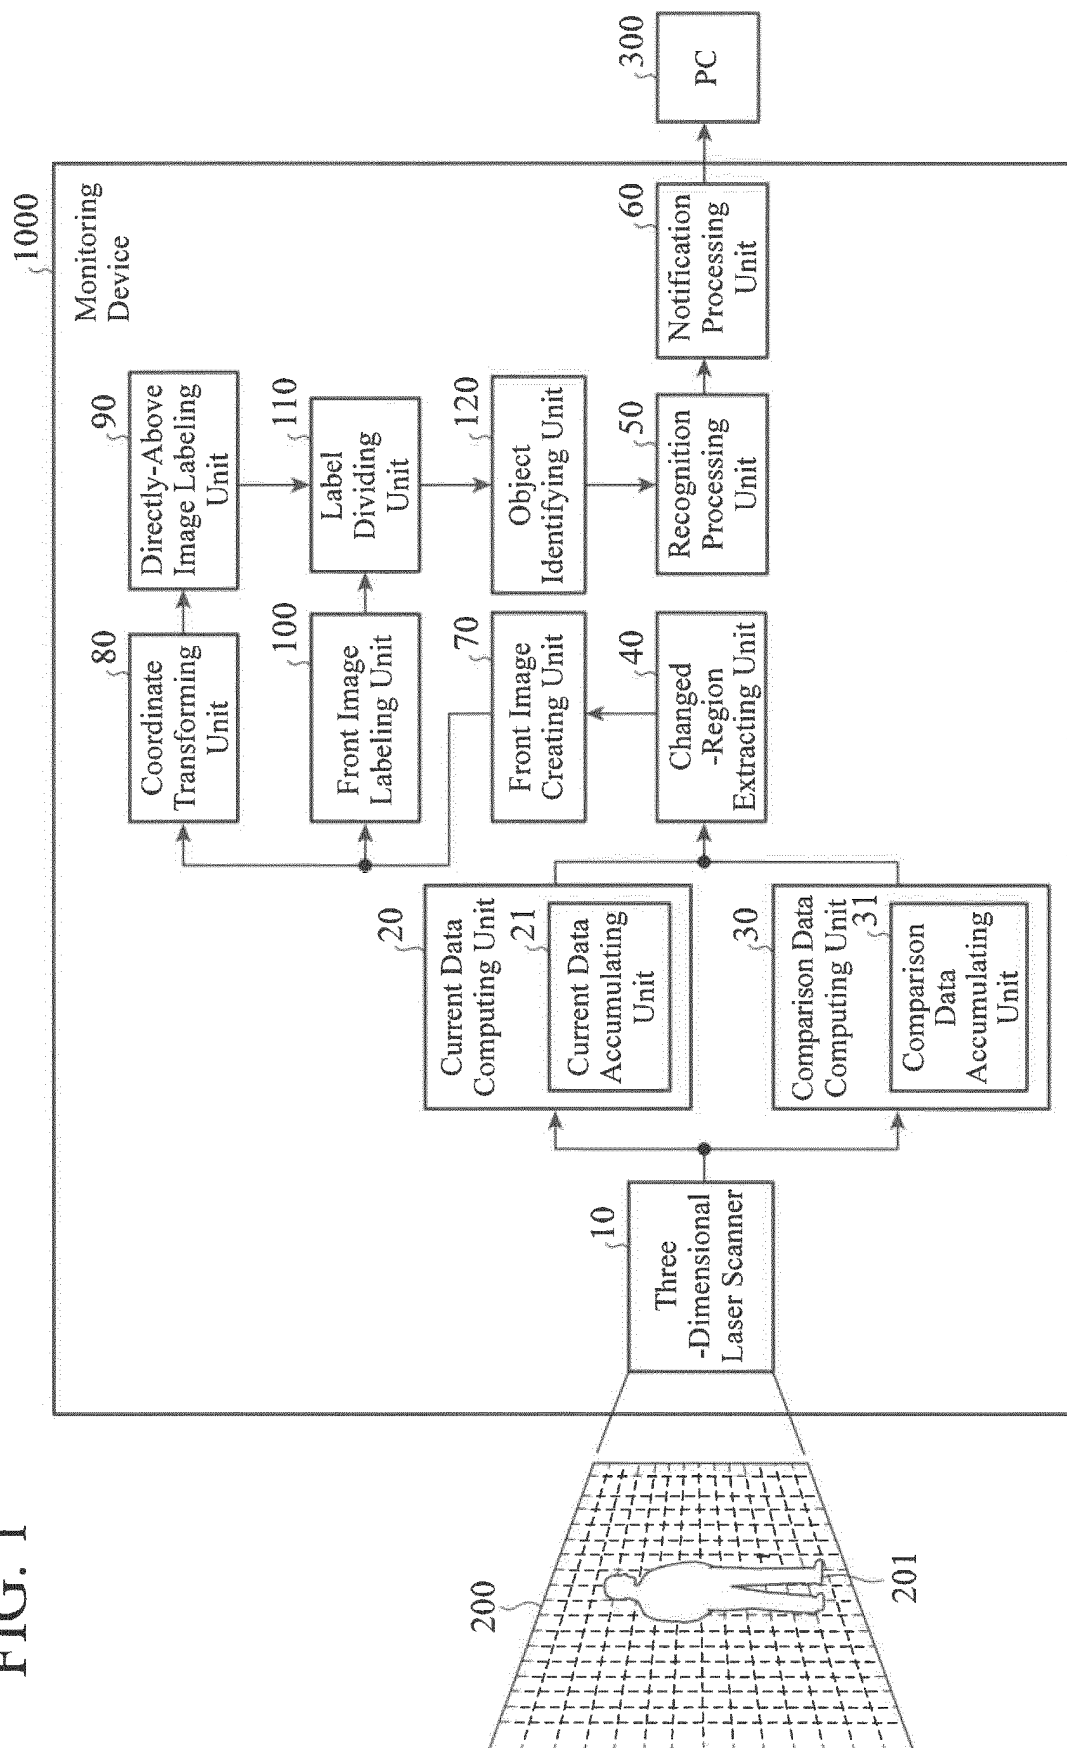 FIG. 1
1000
Monitoring
Device
80
Coordinate
Transforming
Unit
90
Directly-Above
Image Labeling
Unit
100
Front Image
Labeling Unit
110
Label
Dividing
Unit
70
Front Image
Creating Unit
120
Object
Identifying Unit
20
Current Data
Computing Unit
21
Current Data
Accumulating
Unit
10
Three
-Dimensional
Laser Scanner
40
Changed
-Region
Extracting Unit
50
Recognition
Processing
Unit
60
Notification
Processing
Unit
300
PC
30
Comparison Data
Computing Unit
31
Comparison
Data
Accumulating
Unit
200
201